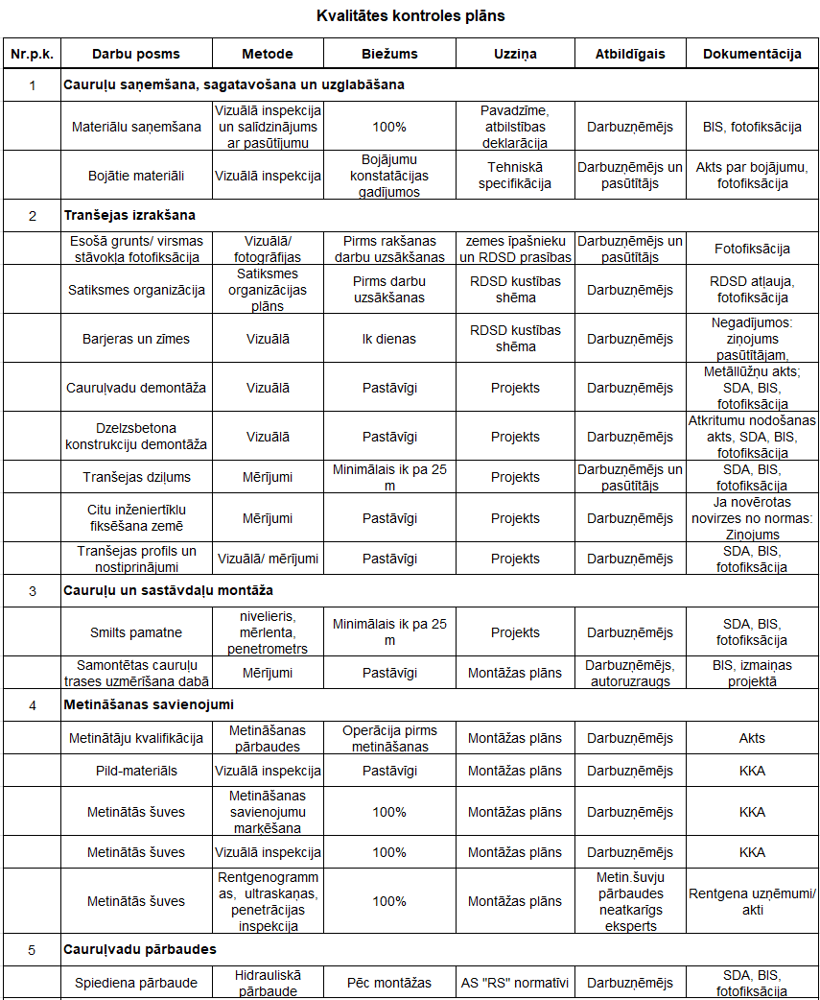 Kvalitātes kontroles plāns
Nr.p.k. Darbu posms Metode Biežums Uzziņa Atbildīgais Dokumentācija
1 Cauruļu saņemšana, sagatavošana un uzglabāšana
Materiālu saņemšana Vizuālā inspekcija un salīdzinājums ar pasūtījumu 100% Pavadzīme, atbilstības deklarācija Darbuzņēmējs BIS, fotofiksācija
Bojātie materiāli Vizuālā inspekcija Bojājumu konstatācijas gadījumos Tehniskā specifikācija Darbuzņēmējs un pasūtītājs Akts par bojājumu, fotofiksācija
2 Tranšejas izrakšana
Esošā grunts/ virsmas stāvokļa fotofiksācija Vizuālā/ fotogrāfijas Pirms rakšanas darbu uzsākšanas zemes īpašnieku un RDSD prasības Darbuzņēmējs un pasūtītājs Fotofiksācija
Satiksmes organizācija Satiksmes organizācijas plāns Pirms darbu uzsākšanas RDSD kustības shēma Darbuzņēmējs RDSD atļauja, fotofiksācija
Barjeras un zīmes Vizuālā Ik dienas RDSD kustības shēma Darbuzņēmējs Negadījumos: ziņojums pasūtītājam,
Cauruļvadu demontāža Vizuālā Pastāvīgi Projekts Darbuzņēmējs Metāllūžņu akts; SDA, BIS, fotofiksācija
Dzelzsbetona konstrukciju demontāža Vizuālā Pastāvīgi Projekts Darbuzņēmējs Atkritumu nodošanas akts, SDA, BIS, fotofiksācija
Tranšejas dziļums Mērījumi Minimālais ik pa 25 m Projekts Darbuzņēmējs un pasūtītājs SDA, BIS, fotofiksācija
Citu inženiertīklu fiksēšana zemē Mērījumi Pastāvīgi Projekts Darbuzņēmējs Ja novērotas novirzes no normas: Ziņojums
Tranšejas profils un nostiprinājumi Vizuālā/ mērījumi Pastāvīgi Projekts Darbuzņēmējs SDA, BIS, fotofiksācija
3 Cauruļu un sastāvdaļu montāža
Smilts pamatne nivelieris, mērlenta, penetrometrs Minimālais ik pa 25 m Projekts Darbuzņēmējs SDA, BIS, fotofiksācija
Samontētas cauruļu trases uzmērīšana dabā Mērījumi Pastāvīgi Montāžas plāns Darbuzņēmējs, autoruzraugs BIS, izmaiņas projektā
4 Metināšanas savienojumi
Metinātāju kvalifikācija Metināšanas pārbaudes Operācija pirms metināšanas Montāžas plāns Darbuzņēmējs Akts
Pild-materiāls Vizuālā inspekcija Pastāvīgi Montāžas plāns Darbuzņēmējs KKA
Metinātās šuves Metināšanas savienojumu marķēšana 100% Montāžas plāns Darbuzņēmējs KKA
Metinātās šuves Vizuālā inspekcija 100% Montāžas plāns Darbuzņēmējs KKA
Metinātās šuves Rentgenogrammas, ultraskaņas, penetrācijas inspekcija 100% Montāžas plāns Metin.šuvju pārbaudes neatkarīgs eksperts Rentgena uzņēmumi/ akti
5 Cauruļvadu pārbaudes
Spiediena pārbaude Hidrauliskā pārbaude Pēc montāžas AS "RS" normatīvi Darbuzņēmējs SDA, BIS, fotofiksācija